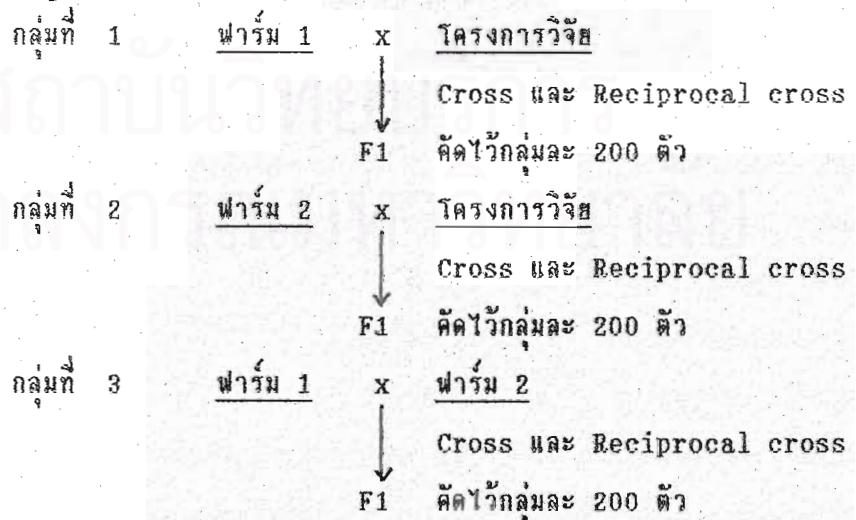 กลุ่มที่ 1 ฟาร์ม 1 x โครงการวิจัย
Cross และ Reciprocal cross
F1 คัดไว้กลุ่มละ 200 ตัว
กลุ่มที่ 2 ฟาร์ม 2 x โครงการวิจัย
Cross และ Reciprocal cross
F1 คัดไว้กลุ่มละ 200 ตัว
กลุ่มที่ 3 ฟาร์ม 1 x ฟาร์ม 2
Cross และ Reciprocal cross
F1 คัดไว้กลุ่มละ 200 ตัว